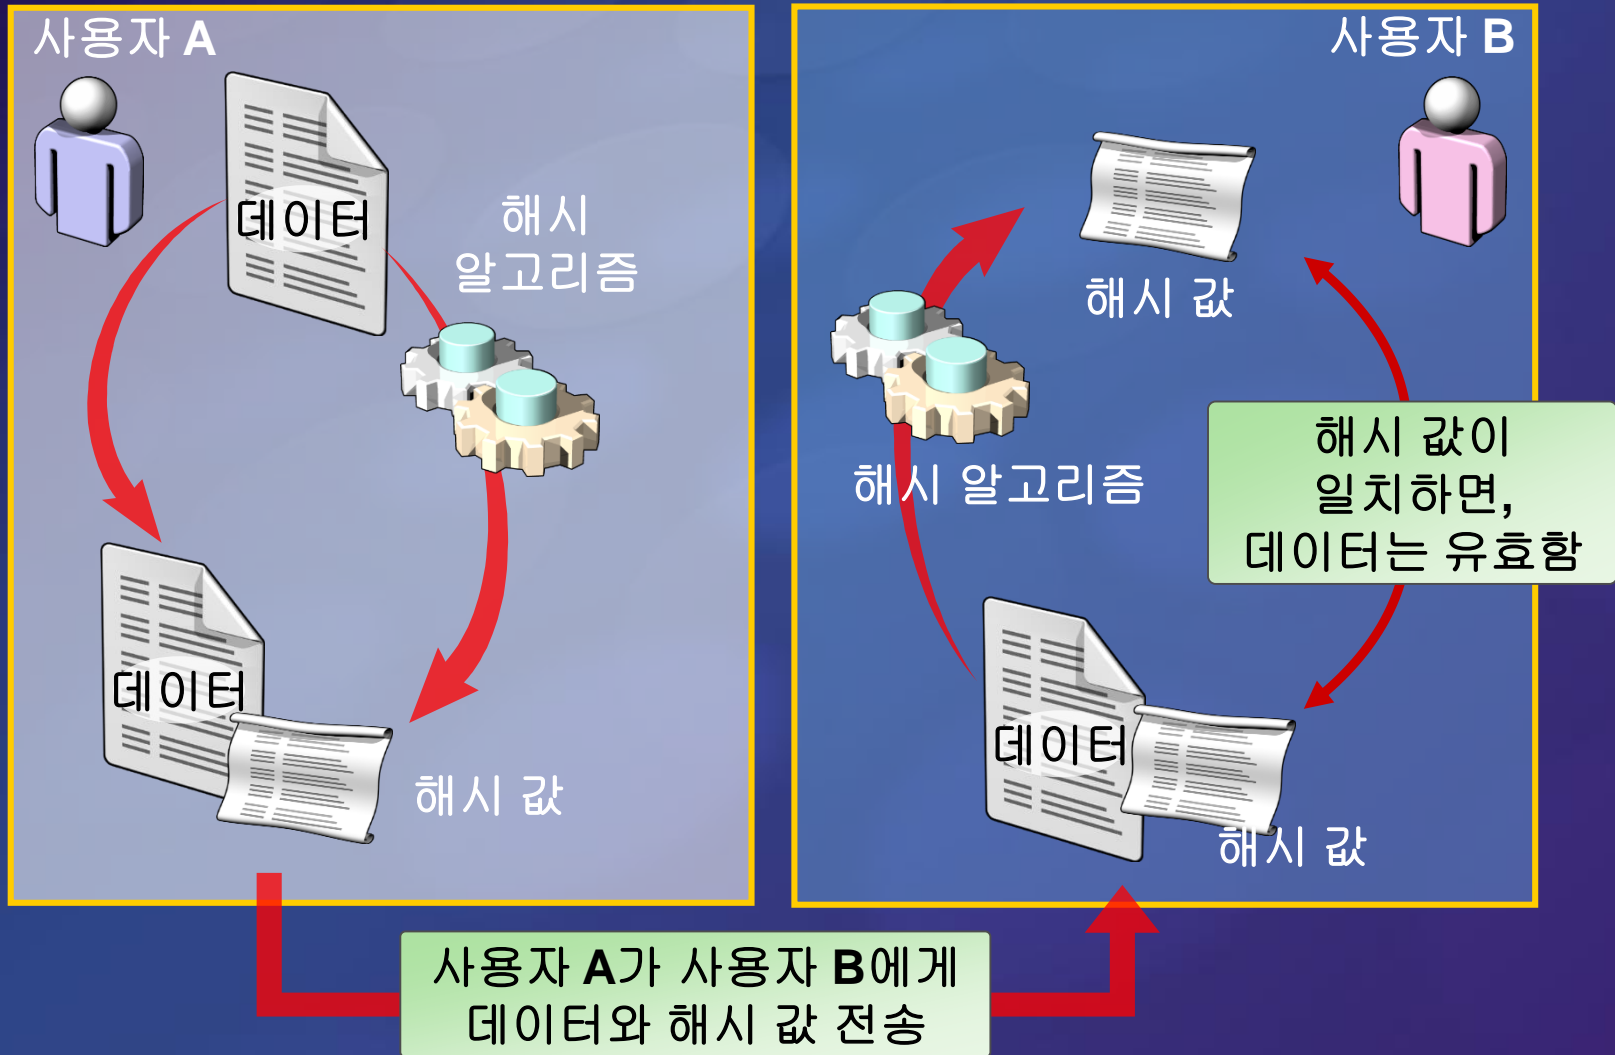 사용자 A
데이터
해시
알고리즘
데이터
해시 값
사용자 B
해시 값
해시 알고리즘
해시 값이
일치하면,
데이터는 유효함
데이터
해시 값
사용자 A가 사용자 B에게
데이터와 해시 값 전송